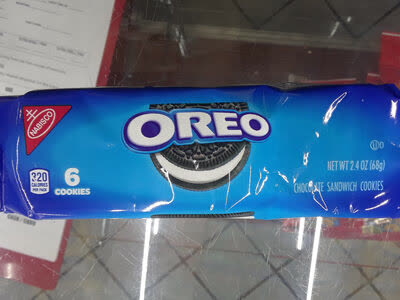 NABISCO
OREO
320
CALORIES
PER PACK
6
COOKIES
NET WT 2.4 OZ (68g)
CHOCOLATE SANDWICH COOKIES